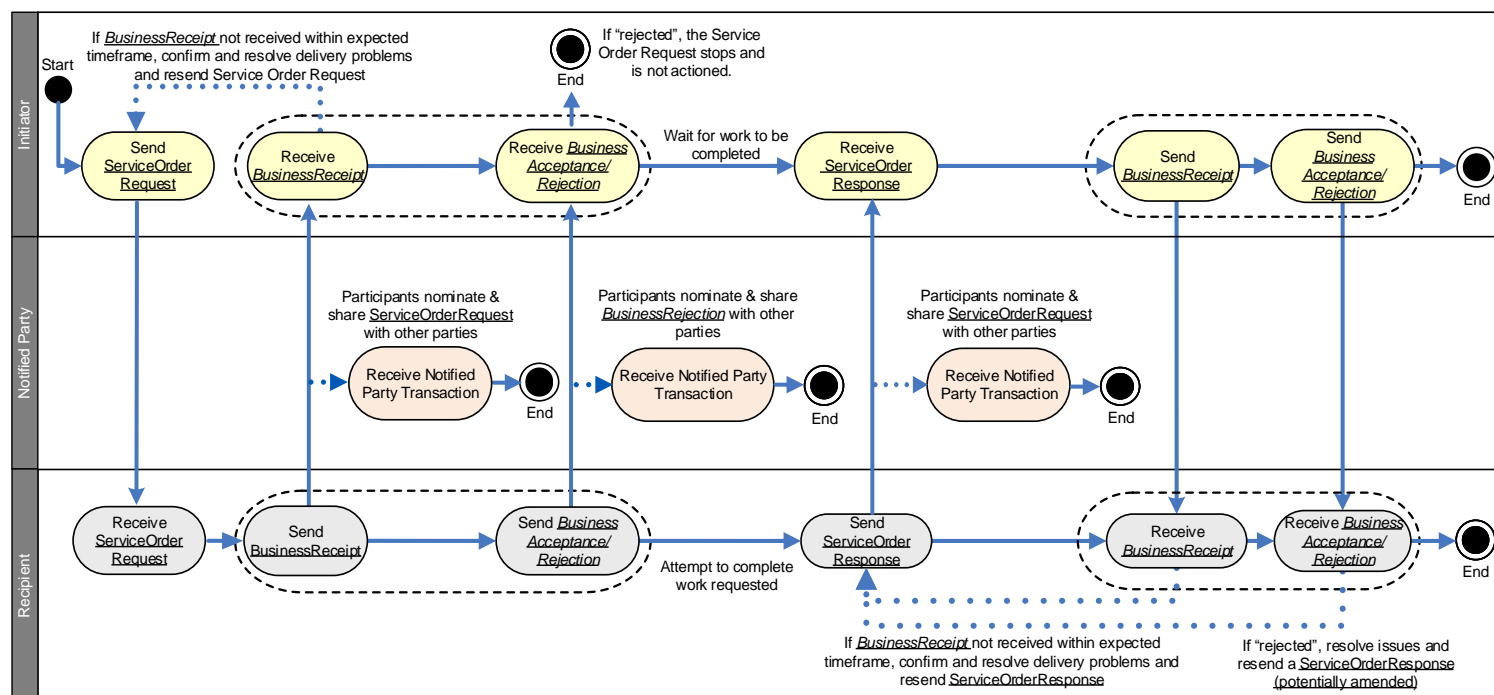 Initiator
Start
If BusinessReceipt not received within expected
timeframe, confirm and resolve delivery problems
and resend Service Order Request
End
If “rejected”, the Service
Order Request stops and
is not actioned.
Send
ServiceOrder
Request
Receive
BusinessReceipt
Receive Business
Acceptance/
Rejection
Wait for work to be
completed
Receive
ServiceOrder
Response
Send
BusinessReceipt
Send
Business
Acceptance/
Rejection
End
Notified Party
Participants nominate &
share ServiceOrderRequest
with other parties
Receive Notified
Party Transaction
End
Participants nominate & share
BusinessRejection with other
parties
Receive Notified Party
Transaction
End
Participants nominate &
share ServiceOrderRequest
with other parties
Receive Notified
Party Transaction
End
Recipient
Receive
ServiceOrder
Request
Send
BusinessReceipt
Send Business
Acceptance/
Rejection
Attempt to complete
work requested
Send
ServiceOrder
Response
Receive
BusinessReceipt
Receive Business
Acceptance/
Rejection
End
If BusinessReceipt not received within expected
timeframe, confirm and resolve delivery problems and
resend ServiceOrderResponse
If “rejected”, resolve issues and
resend a ServiceOrderResponse
(potentially amended)